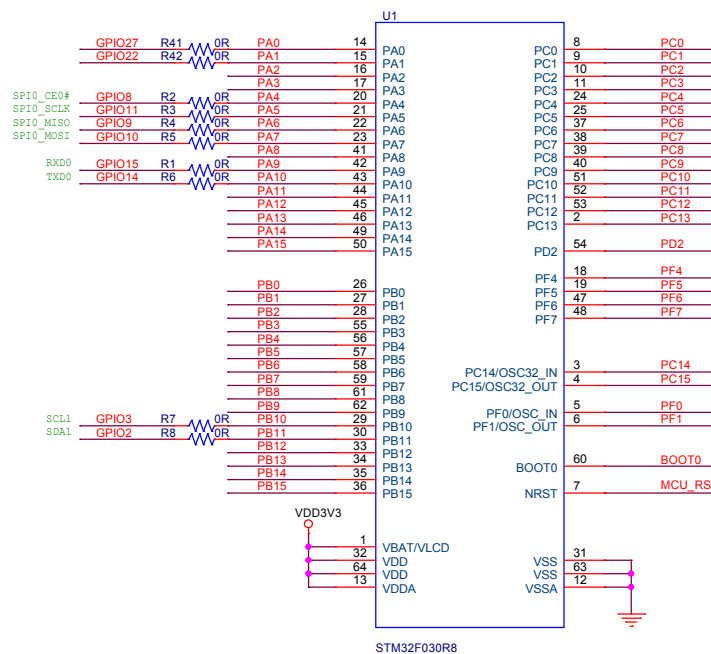 U1
GPIO27 R41 0R PA0 14 PA0 PC0 8 PC0
GPIO22 R42 0R PA1 15 PA1 PC1 9 PC1
PA2 16 PA2 PC2 10 PC2
PA3 17 PA3 PC3 11 PC3
SPI0_CE0# GPIO8 R2 0R PA4 20 PA4 PC4 24 PC4
SPI0_SCLK GPIO11 R3 0R PA5 21 PA5 PC5 25 PC5
SPI0_MISO GPIO9 R4 0R PA6 22 PA6 PC6 37 PC6
SPI0_MOSI GPIO10 R5 0R PA7 23 PA7 PC7 38 PC7
PA8 41 PA8 PC8 39 PC8
RXD0 GPIO15 R1 0R PA9 42 PA9 PC9 40 PC9
TXD0 GPIO14 R6 0R PA10 43 PA10 PC10 51 PC10
PA11 44 PA11 PC11 52 PC11
PA12 45 PA12 PC12 53 PC12
PA13 46 PA13 PC13 2 PC13
PA14 49 PA14
PA15 50 PA15 PD2 54 PD2
PF4 18 PF4
PB0 26 PB0 PF5 19 PF5
PB1 27 PB1 PF6 47 PF6
PB2 28 PB2 PF7 48 PF7
PB3 55 PB3
PB4 56 PB4
PB5 57 PB5
PB6 58 PB6 PC14/OSC32_IN 3 PC14
PB7 59 PB7 PC15/OSC32_OUT 4 PC15
PB8 61 PB8
PB9 62 PB9 PF0/OSC_IN 5 PF0
SCL1 GPIO3 R7 0R PB10 29 PB10 PF1/OSC_OUT 6 PF1
SDA1 GPIO2 R8 0R PB11 30 PB11
PB12 33 PB12
PB13 34 PB13 BOOT0 60 BOOT0
PB14 35 PB14
PB15 36 PB15 NRST 7 MCU_RS
VDD3V3
1 VBAT/VLCD
32 VDD VSS 31
64 VDD VSS 63
13 VDDA VSSA 12
STM32F030R8